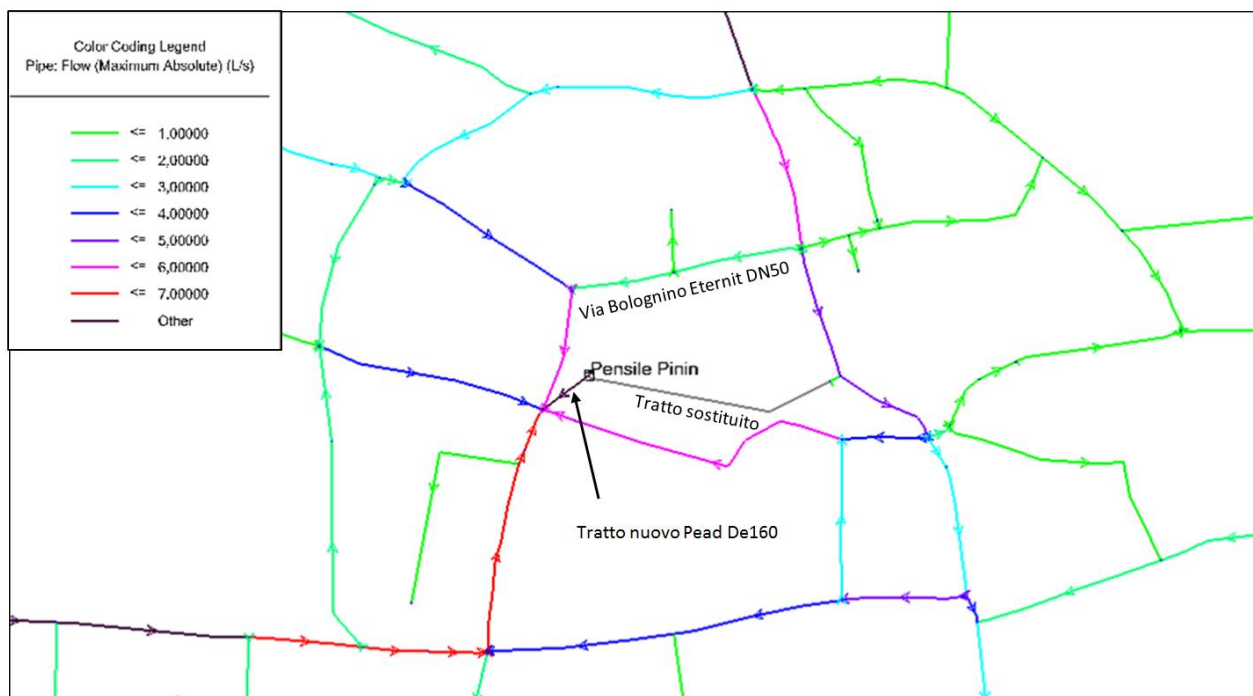 Color Coding Legend
Pipe: Flow (Maximum Absolute) (L/s)
<= 1,00000
<= 2,00000
<= 3,00000
<= 4,00000
<= 5,00000
<= 6,00000
<= 7,00000
Other
Via Bolognino Eternit DN50
Pensile Pinin
Tratto sostituito
Tratto nuovo Pead De160